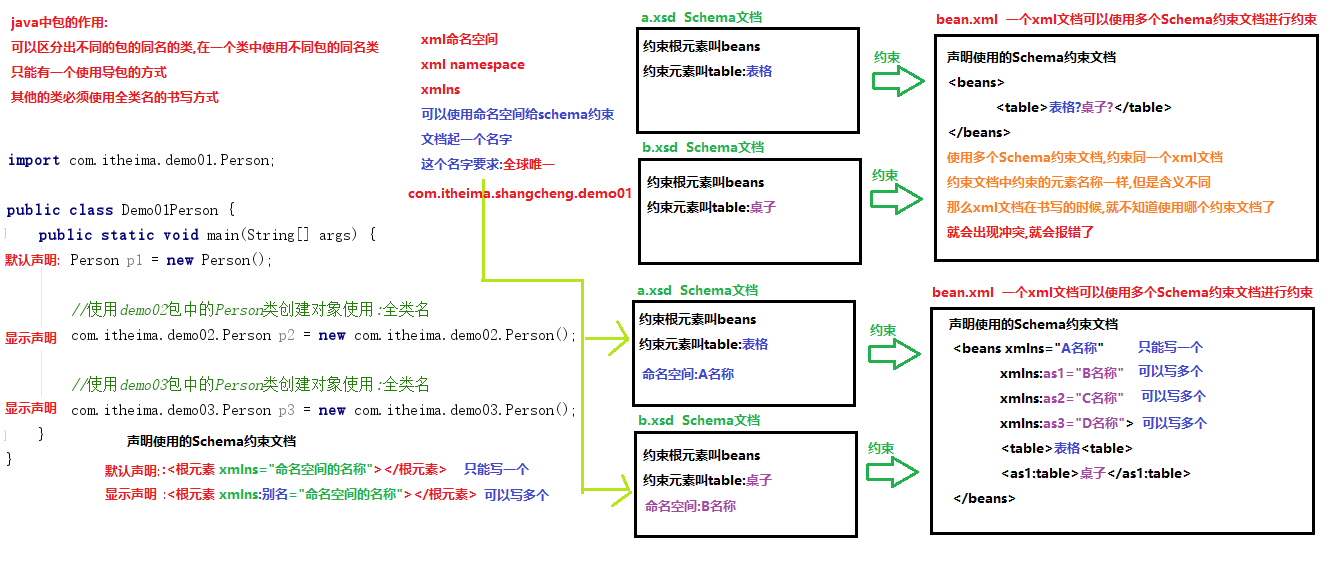 java中包的作用:
可以区分出不同的包的同名的类,在一个类中使用不同包的同名类
只能有一个使用导包的方式
其他的类必须使用全类名的书写方式
import com.itheima.demo01.Person;
public class Demo01Person {
public static void main(String[] args) {
默认声明: Person p1 = new Person();
//使用demo02包中的Person类创建对象使用:全类名
显示声明 com.itheima.demo02.Person p2 = new com.itheima.demo02.Person();
//使用demo03包中的Person类创建对象使用:全类名
显示声明 com.itheima.demo03.Person p3 = new com.itheima.demo03.Person();
}
}
声明使用的Schema约束文档
默认声明::<根元素 xmlns="命名空间的名称"></根元素> 只能写一个
显示声明 :<根元素 xmlns:别名="命名空间的名称"></根元素> 可以写多个
xml命名空间
xml namespace
xmlns
可以使用命名空间给schema约束
文档起一个名字
这个名字要求:全球唯一
com.itheima.shangcheng.demo01
a.xsd Schema文档
约束根元素叫beans
约束元素叫table:表格
约束
b.xsd Schema文档
约束根元素叫beans
约束元素叫table:桌子
约束
bean.xml 一个xml文档可以使用多个Schema约束文档进行约束
声明使用的Schema约束文档
<beans>
<table>表格?桌子?</table>
</beans>
使用多个Schema约束文档,约束同一个xml文档
约束文档中约束的元素名称一样,但是含义不同
那么xml文档在书写的时候,就不知道使用哪个约束文档了
就会出现冲突,就会报错了
a.xsd Schema文档
约束根元素叫beans
约束元素叫table:表格
命名空间:A名称
约束
b.xsd Schema文档
约束根元素叫beans
约束元素叫table:桌子
命名空间:B名称
约束
bean.xml 一个xml文档可以使用多个Schema约束文档进行约束
声明使用的Schema约束文档
<beans xmlns="A名称" 只能写一个
xmlns:as1="B名称" 可以写多个
xmlns:as2="C名称" 可以写多个
xmlns:as3="D名称"> 可以写多个
<table>表格<table>
<as1:table>桌子</as1:table>
</beans>